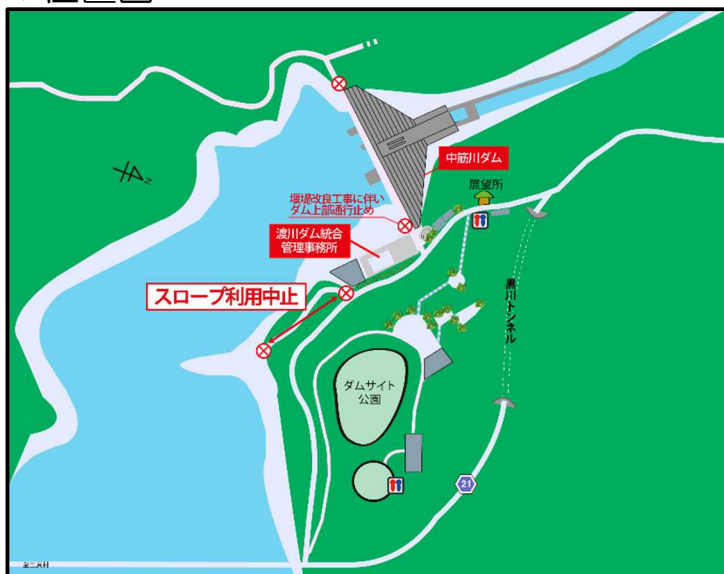 N
中筋川ダム
展望所
堰堤改良工事に伴い
ダム上部通行止め
渡川ダム統合
管理事務所
スロープ利用中止
黒川トンネル
ダムサイト
公園
21